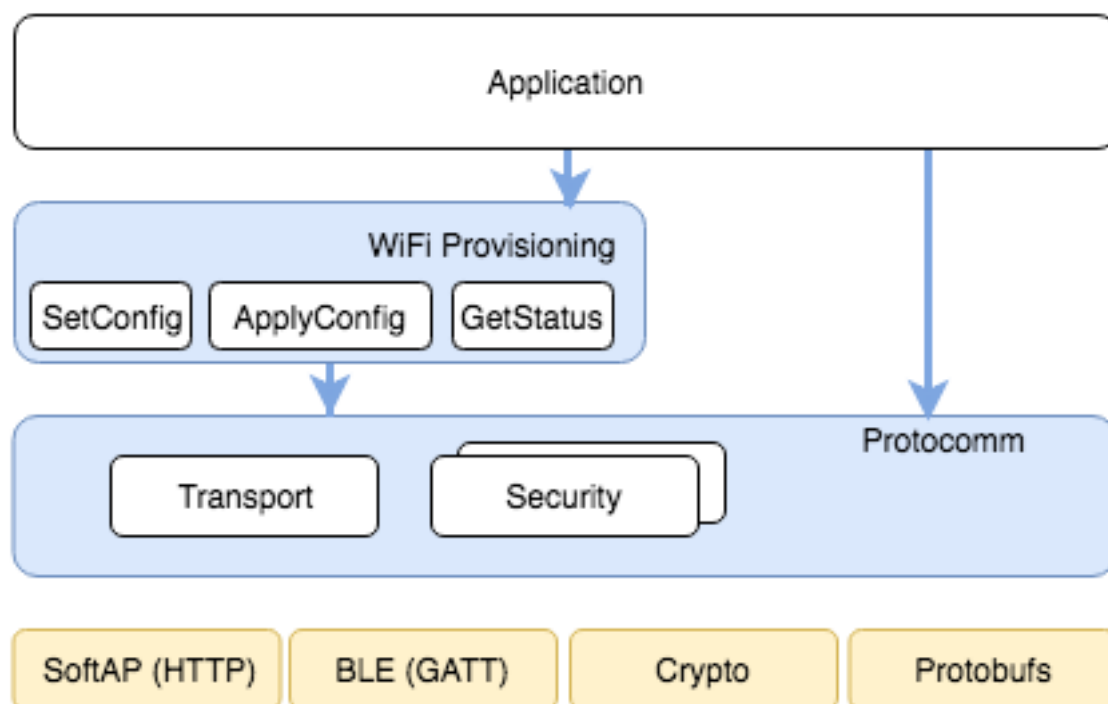 Application
WiFi Provisioning
SetConfig
ApplyConfig
GetStatus
Protocomm
Transport
Security
SoftAP (HTTP)
BLE (GATT)
Crypto
Protobufs